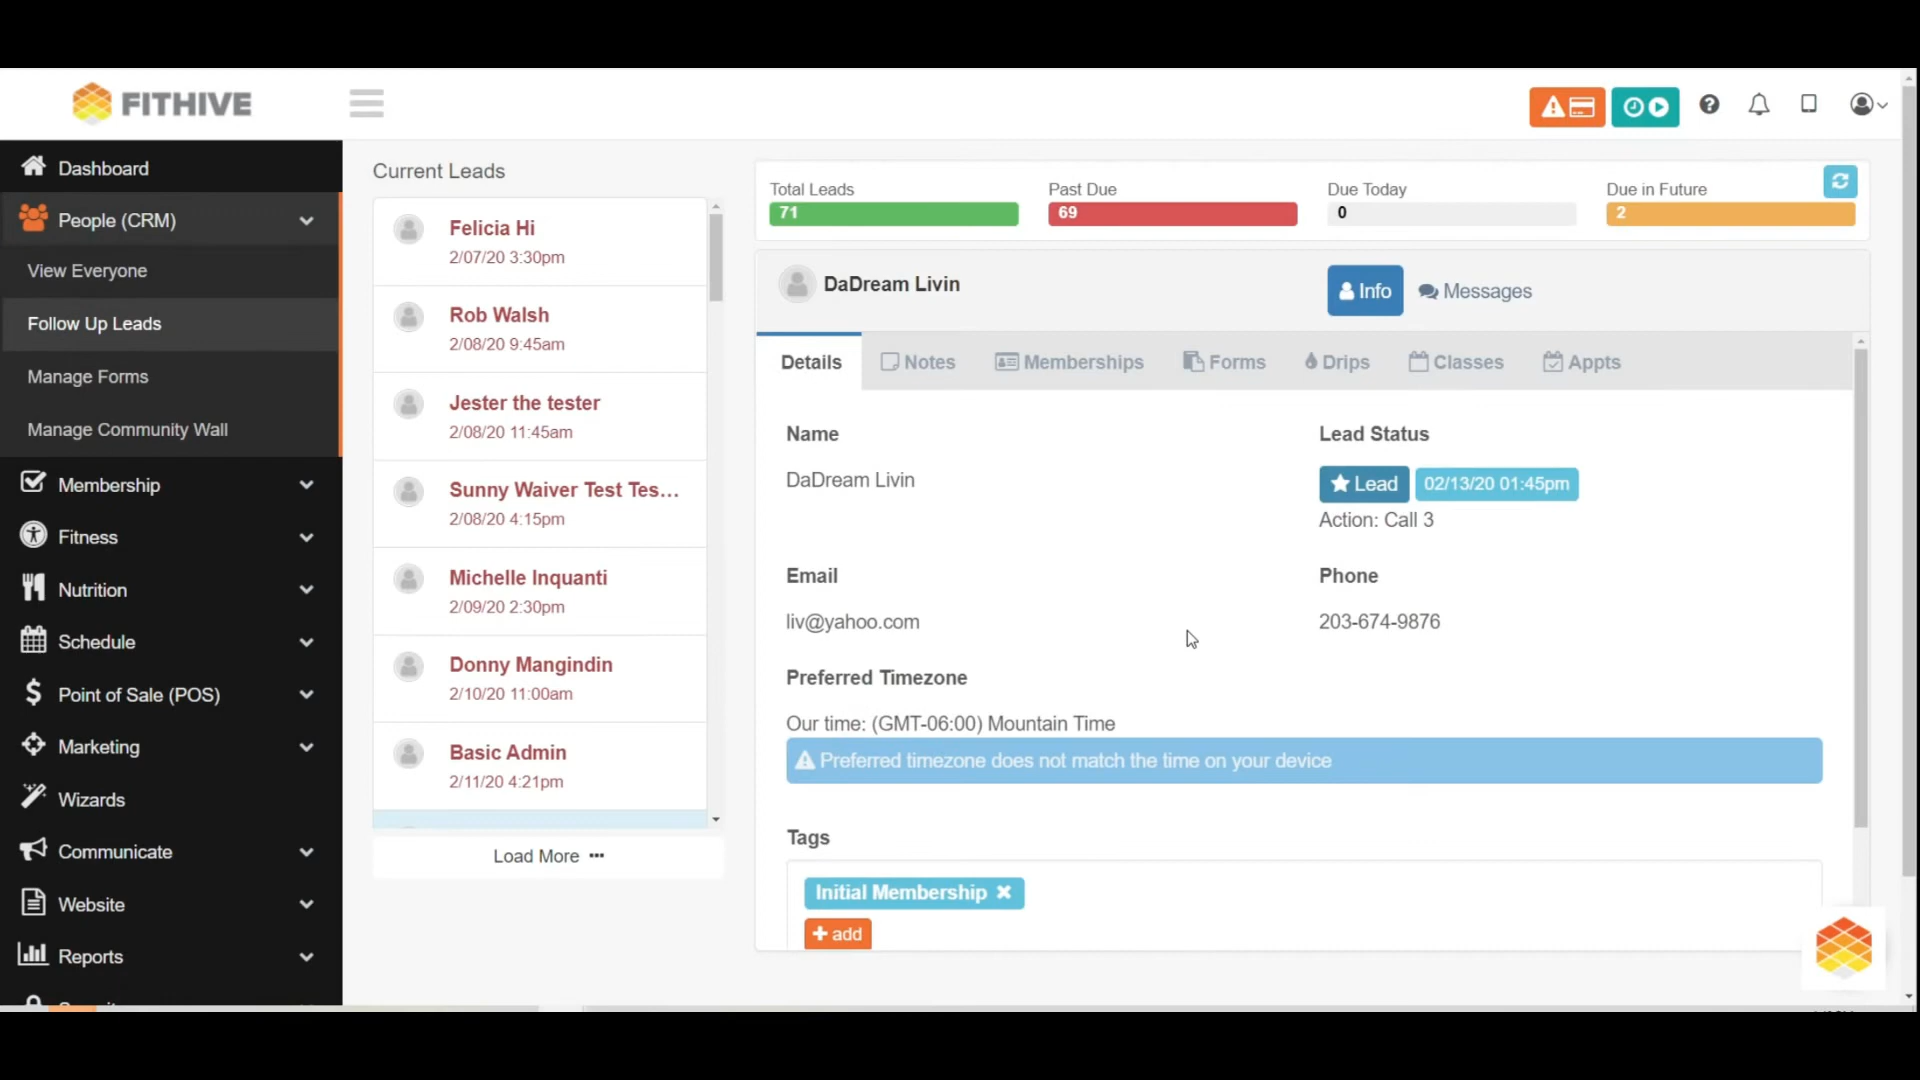 FITHIVE
Dashboard
People (CRM)
View Everyone
Follow Up Leads
Manage Forms
Manage Community Wall
Membership
Fitness
Nutrition
Schedule
Point of Sale (POS)
Marketing
Wizards
Communicate
Website
Reports
Current Leads
Felicia Hi
2/07/20 3:30pm
Rob Walsh
2/08/20 9:45am
Jester the tester
2/08/20 11:45am
Sunny Waiver Test Tes...
2/08/20 4:15pm
Michelle Inquanti
2/09/20 2:30pm
Donny Mangindin
2/10/20 11:00am
Basic Admin
2/11/20 4:21pm
Load More •••
Total Leads
71
Past Due
69
Due Today
0
Due in Future
2
DaDream Livin
Info
Messages
Details Notes Memberships Forms Drips Classes Appts
Name
DaDream Livin
Lead Status
Lead 02/13/20 01:45pm
Action: Call 3
Email
liv@yahoo.com
Phone
203-674-9876
Preferred Timezone
Our time: (GMT-06:00) Mountain Time
Preferred timezone does not match the time on your device
Tags
Initial Membership ✖
+ add